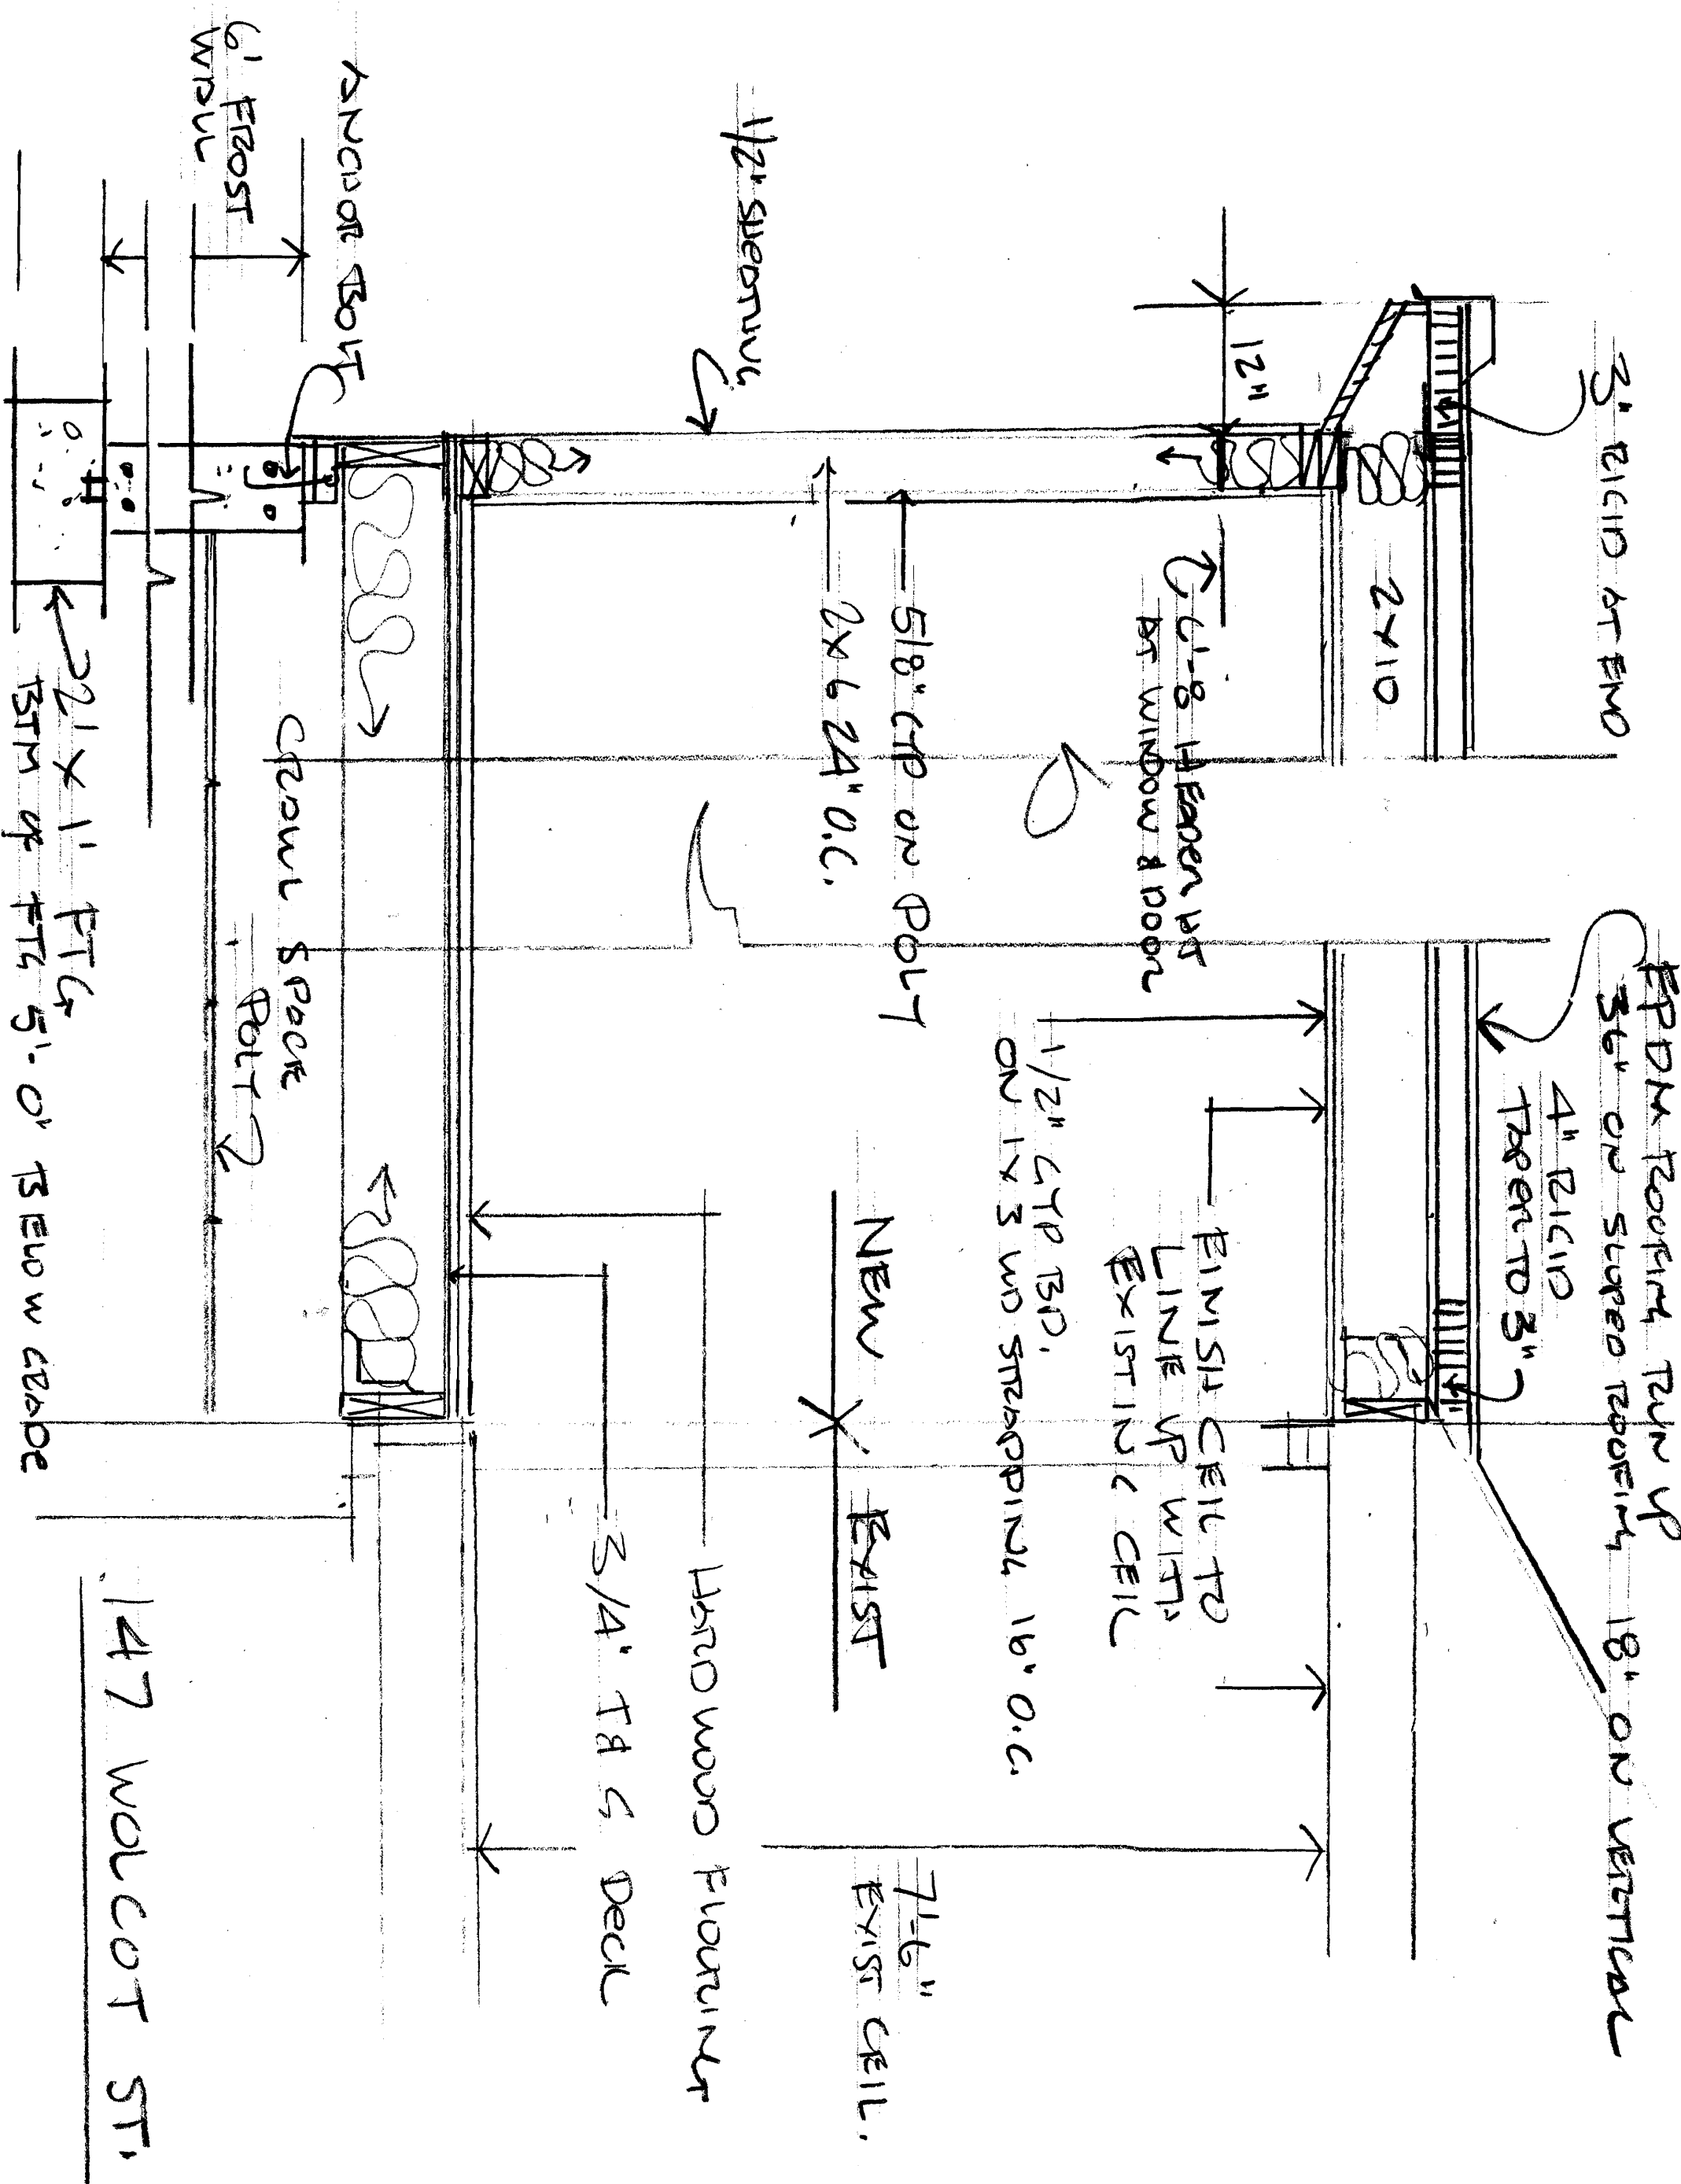 EPDM ROOFING TURN UP
36" ON SLOPED ROOFING 18" ON VERTICAL
3" RIGID AT END
4" RIGID
TAPER TO 3"
2X10
12"
6'-8 HEADER HT
AT WINDOW & DOOR
FINISH CEIL TO
LINE UP WITH
EXISTING CEIL
1/2" GYP BD.
ON 1X3 WD STRAPPING 16" O.C.
5/8" GYP ON POLY
2X6 24" O.C.
1/2" SHEATHING
NEW EXIST
7'-6"
EXIST CEIL.
HARDWOOD FLOORING
3/4" T&G DECK
ANCHOR BOLT
6' FROST
WALL
CRAWL SPACE
POLY
2' X 1' FTG
BTM OF FTG 5'-0" BELOW GRADE
147 WOLCOT ST.